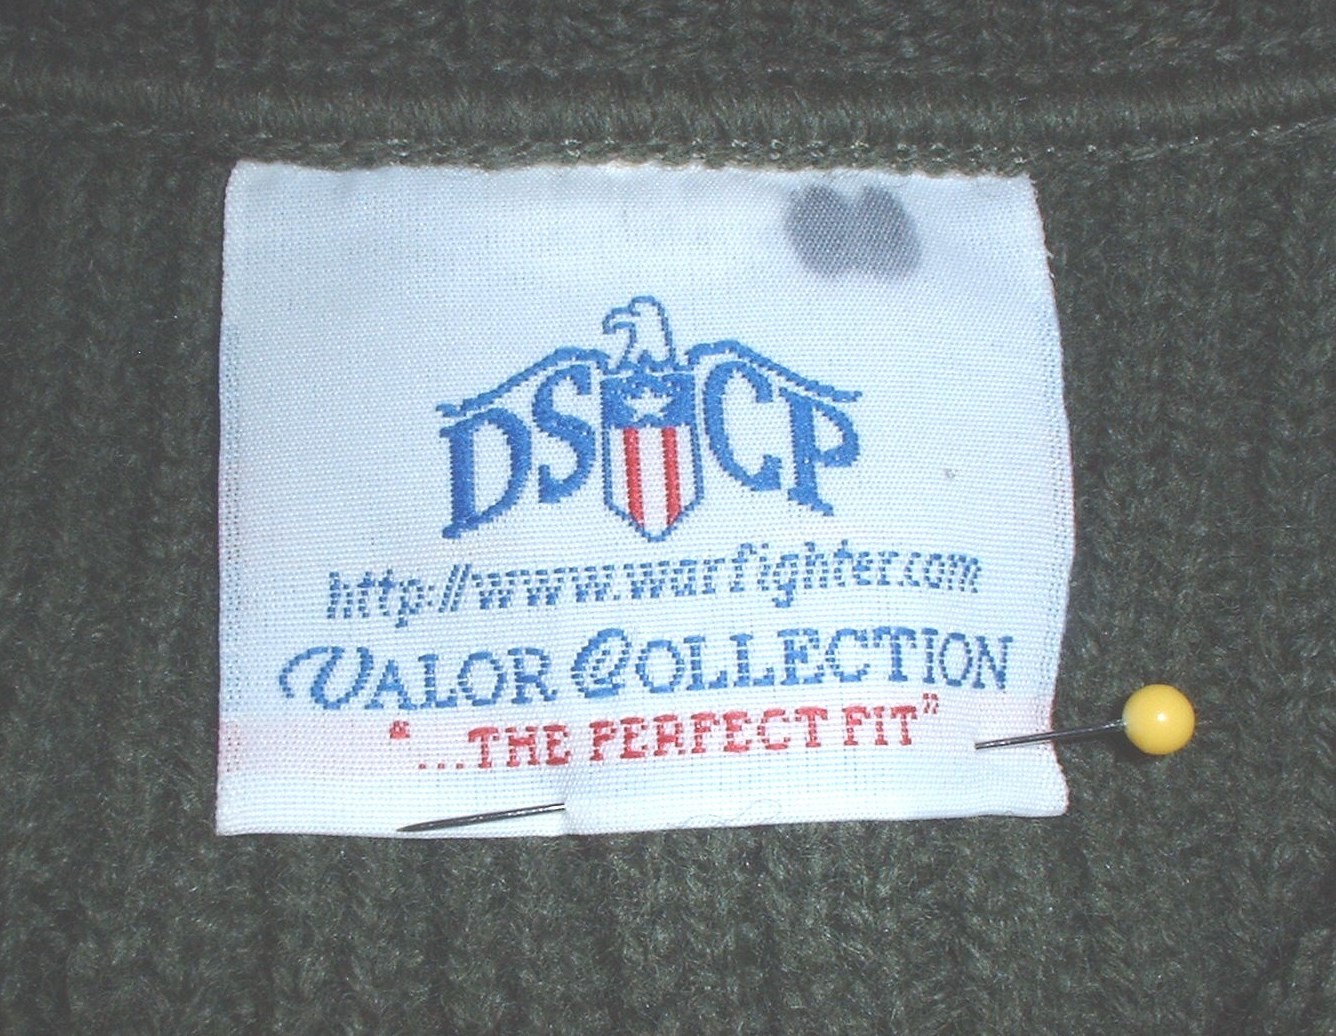 DSCP
http://www.warfighter.com
VALOR COLLECTION
“...THE PERFECT FIT”